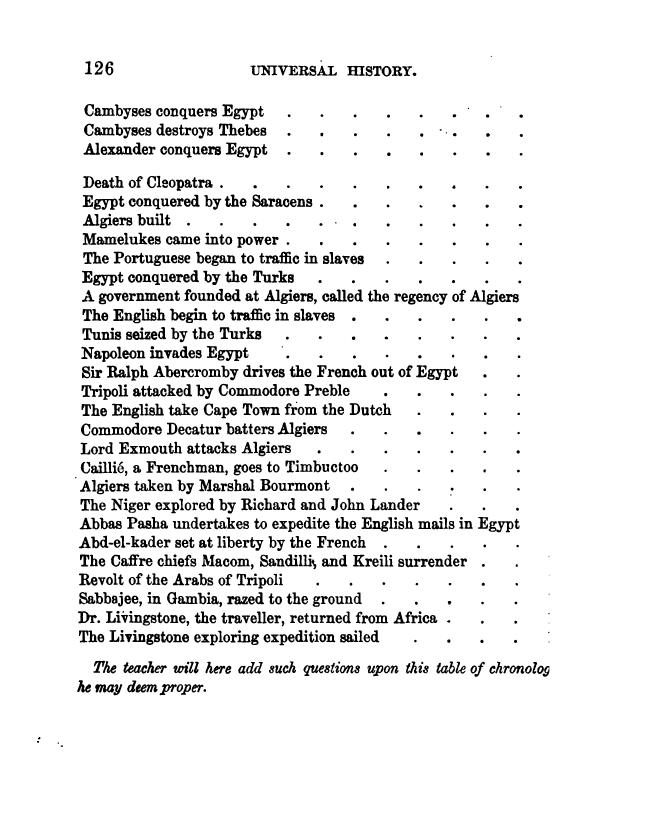 126 UNIVERSAL HISTORY.
Cambyses conquers Egypt . . . . . . . .
Cambyses destroys Thebes . . . . . . . .
Alexander conquers Egypt . . . . . . . .
Death of Cleopatra . . . . . . . . . .
Egypt conquered by the Saracens . . . . . . .
Algiers built . . . . . . . . . . .
Mamelukes came into power . . . . . . . .
The Portuguese began to traffic in slaves . . . . .
Egypt conquered by the Turks . . . . . . .
A government founded at Algiers, called the regency of Algiers
The English begin to traffic in slaves . . . . . .
Tunis seized by the Turks . . . . . . . .
Napoleon invades Egypt . . . . . . . .
Sir Ralph Abercromby drives the French out of Egypt . .
Tripoli attacked by Commodore Preble . . . . .
The English take Cape Town from the Dutch . . . .
Commodore Decatur batters Algiers . . . . . .
Lord Exmouth attacks Algiers . . . . . . .
Caillié, a Frenchman, goes to Timbuctoo . . . . .
Algiers taken by Marshal Bourmont . . . . . .
The Niger explored by Richard and John Lander . . .
Abbas Pasha undertakes to expedite the English mails in Egypt
Abd-el-kader set at liberty by the French . . . . .
The Caffre chiefs Macom, Sandilli, and Kreili surrender . .
Revolt of the Arabs of Tripoli . . . . . . .
Sabbajee, in Gambia, razed to the ground . . . . .
Dr. Livingstone, the traveller, returned from Africa . . .
The Livingstone exploring expedition sailed . . . .
The teacher will here add such questions upon this table of chronolog
he may deem proper.